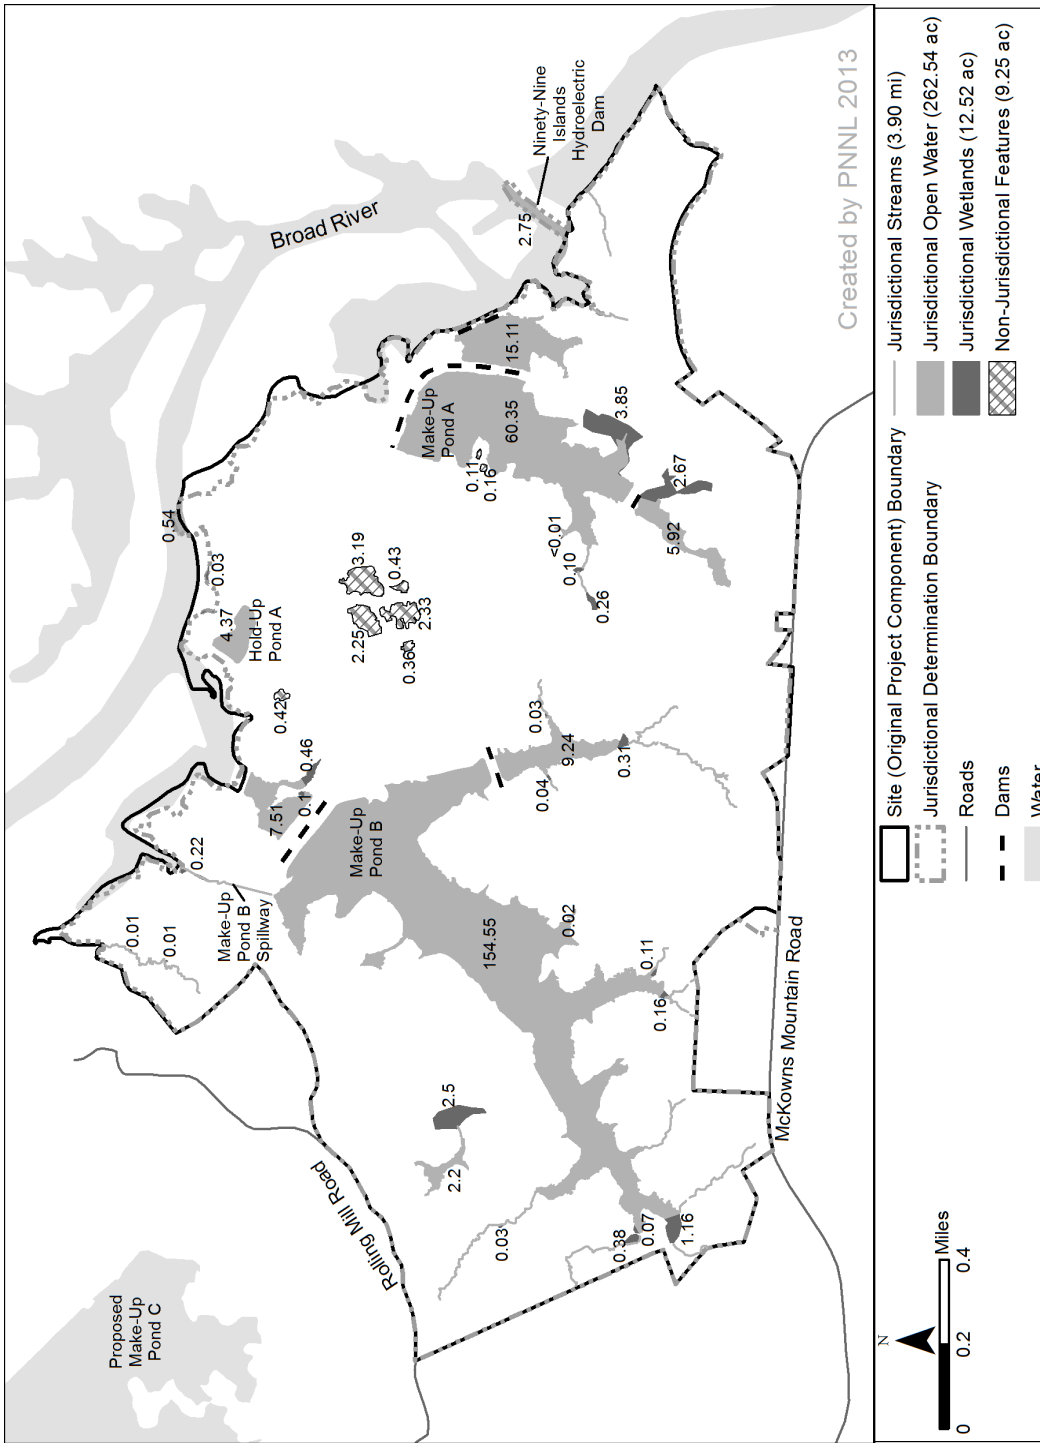 Proposed
Make-Up
Pond C
Rolling Mill Road
0.01
0.01
Make-Up
Pond B
Spillway
0.22
7.51
0.1
0.46
0.42
4.37
Hold-Up
Pond A
0.03
0.54
Broad River
2.75
Ninety-Nine
Islands
Hydroelectric
Dam
2.2
2.5
0.03
0.38
0.07
1.16
0.16
0.11
0.02
154.55
Make-Up
Pond B
0.04
9.24
0.03
0.31
2.25
3.19
0.36
2.33
0.43
0.11
0.16
Make-Up
Pond A
60.35
15.11
<0.01
0.10
0.26
3.85
2.67
5.92
McKowns Mountain Road
Created by PNNL 2013
N
0
0.2
0.4
Miles
Site (Original Project Component) Boundary
Jurisdictional Determination Boundary
Roads
Dams
Water
Jurisdictional Streams (3.90 mi)
Jurisdictional Open Water (262.54 ac)
Jurisdictional Wetlands (12.52 ac)
Non-Jurisdictional Features (9.25 ac)